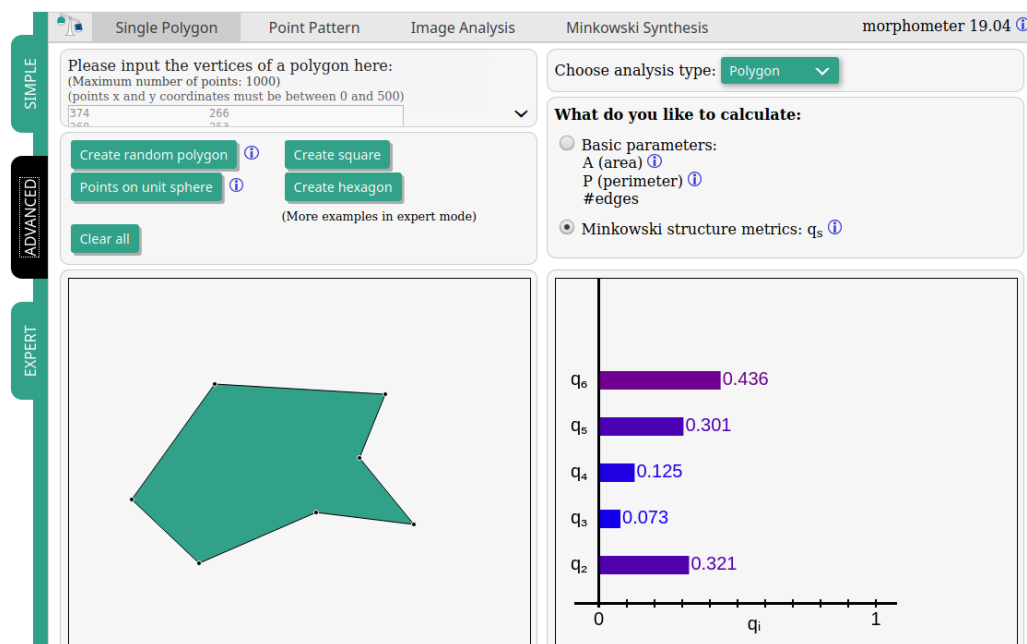 Single Polygon
Point Pattern
Image Analysis
Minkowski Synthesis
morphometer 19.04
SIMPLE
ADVANCED
EXPERT
Please input the vertices of a polygon here:
(Maximum number of points: 1000)
(points x and y coordinates must be between 0 and 500)
374 266
268 253
Create random polygon
Create square
Points on unit sphere
Create hexagon
(More examples in expert mode)
Clear all
Choose analysis type: Polygon
What do you like to calculate:
Basic parameters:
A (area)
P (perimeter)
#edges
Minkowski structure metrics: qₛ
q₆ 0.436
q₅ 0.301
q₄ 0.125
q₃ 0.073
q₂ 0.321
0 qᵢ 1